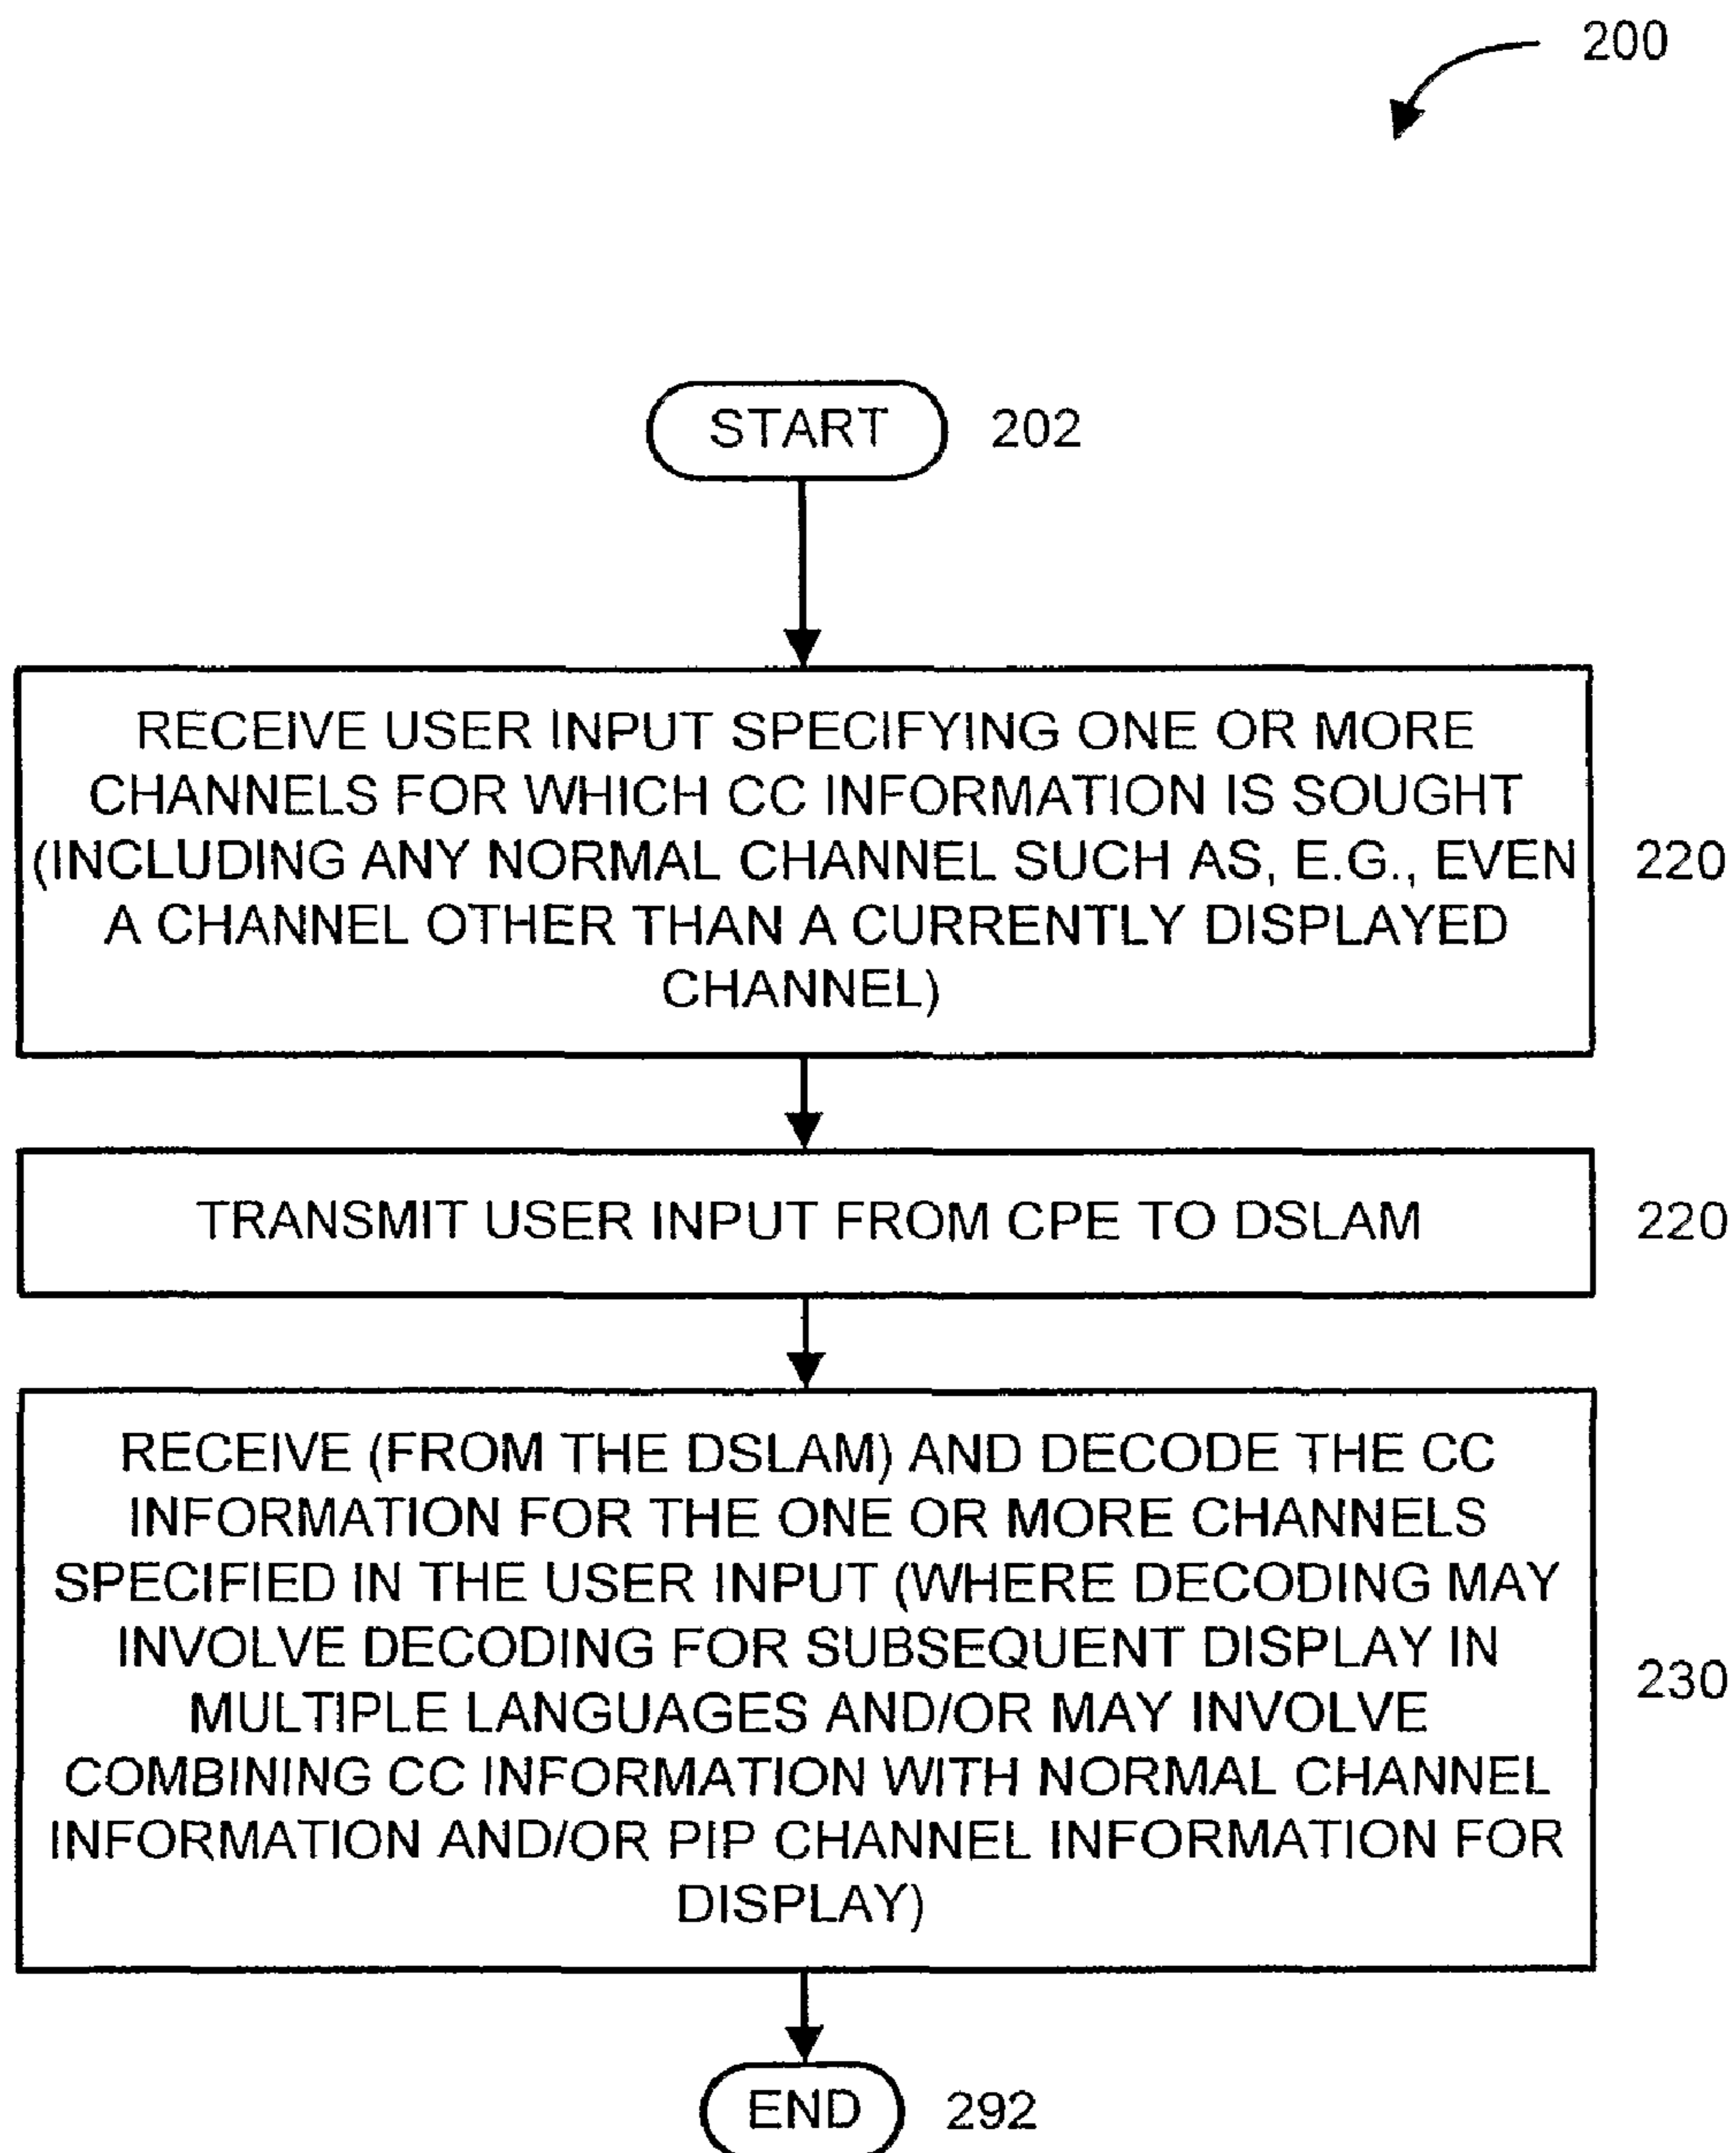 200
START 202
RECEIVE USER INPUT SPECIFYING ONE OR MORE
CHANNELS FOR WHICH CC INFORMATION IS SOUGHT
(INCLUDING ANY NORMAL CHANNEL SUCH AS, E.G., EVEN
A CHANNEL OTHER THAN A CURRENTLY DISPLAYED
CHANNEL)
220
TRANSMIT USER INPUT FROM CPE TO DSLAM
220
RECEIVE (FROM THE DSLAM) AND DECODE THE CC
INFORMATION FOR THE ONE OR MORE CHANNELS
SPECIFIED IN THE USER INPUT (WHERE DECODING MAY
INVOLVE DECODING FOR SUBSEQUENT DISPLAY IN
MULTIPLE LANGUAGES AND/OR MAY INVOLVE
COMBINING CC INFORMATION WITH NORMAL CHANNEL
INFORMATION AND/OR PIP CHANNEL INFORMATION FOR
DISPLAY)
230
END 292